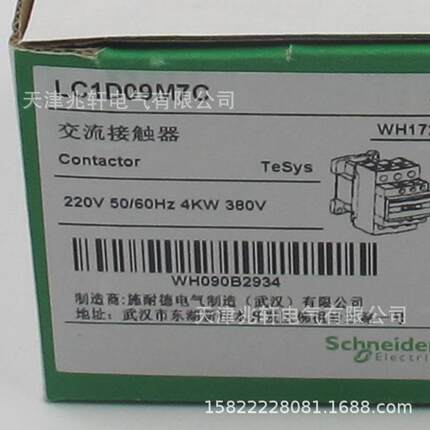 LC1D09M7C
天津兆轩电气有限公司
交流接触器
WH17
Contactor
TeSys
220V 50/60Hz 4KW 380V
WH090B2934
制造商:施耐德电气制造（武汉）有限公司
天津兆轩电气有限公司
地址: 武汉市东
Schneider
Electric
15822228081.1688.com